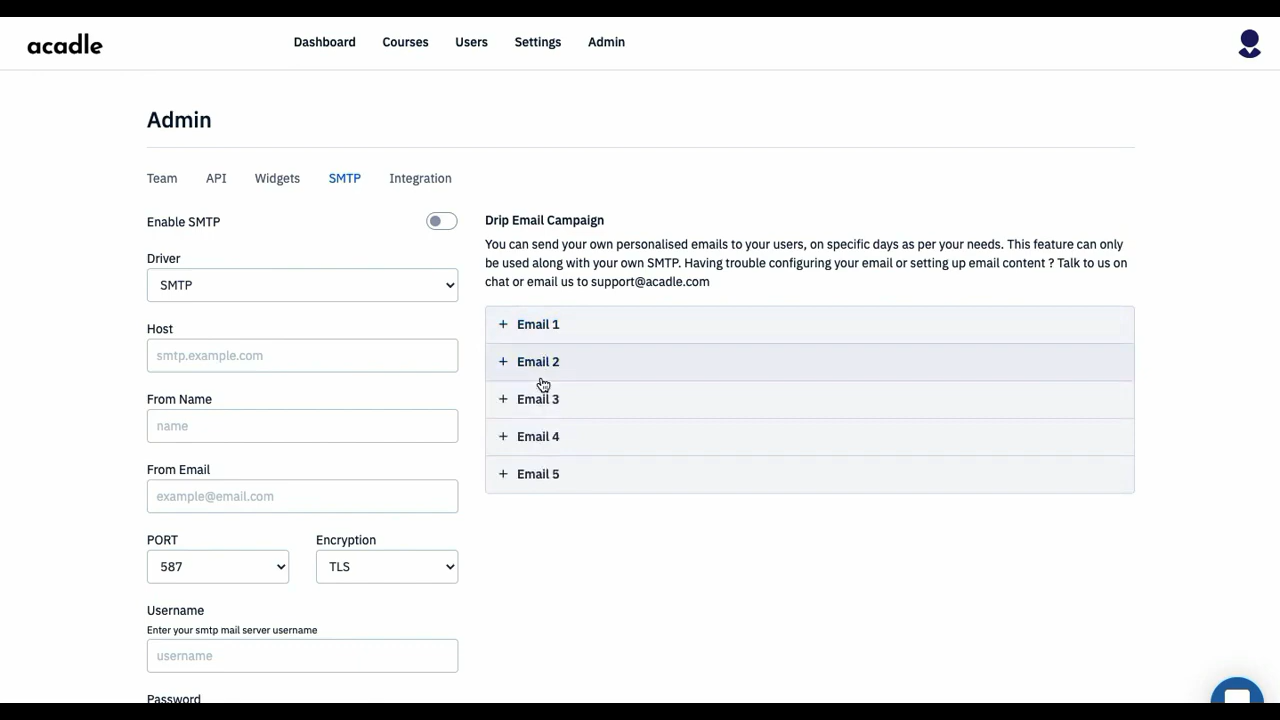 acadle
Dashboard Courses Users Settings Admin
Admin
Team API Widgets SMTP Integration
Enable SMTP
Driver
SMTP
Host
smtp.example.com
From Name
name
From Email
example@email.com
PORT Encryption
587 TLS
Username
Enter your smtp mail server username
username
Password
Drip Email Campaign
You can send your own personalised emails to your users, on specific days as per your needs. This feature can only
be used along with your own SMTP. Having trouble configuring your email or setting up email content ? Talk to us on
chat or email us to support@acadle.com
+ Email 1
+ Email 2
+ Email 3
+ Email 4
+ Email 5